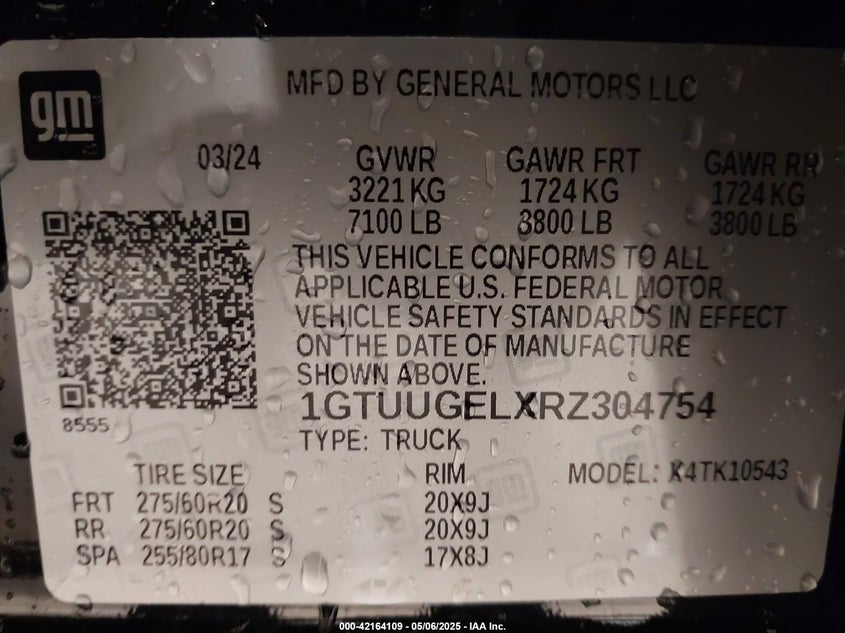 gm
MFD BY GENERAL MOTORS LLC
03/24 GVWR GAWR FRT GAWR RR
3221 KG 1724 KG 1724 KG
7100 LB 3800 LB 3800 LB
THIS VEHICLE CONFORMS TO ALL
APPLICABLE U.S. FEDERAL MOTOR
VEHICLE SAFETY STANDARDS IN EFFECT
ON THE DATE OF MANUFACTURE
SHOWN ABOVE.
1GTUUGELXRZ304754
8555
TYPE: TRUCK
TIRE SIZE RIM MODEL: K4TK10543
FRT 275/60R20 S 20X9J
RR 275/60R20 S 20X9J
SPA 255/80R17 S 17X8J
000-42164109 - 05/06/2025 - IAA Inc.